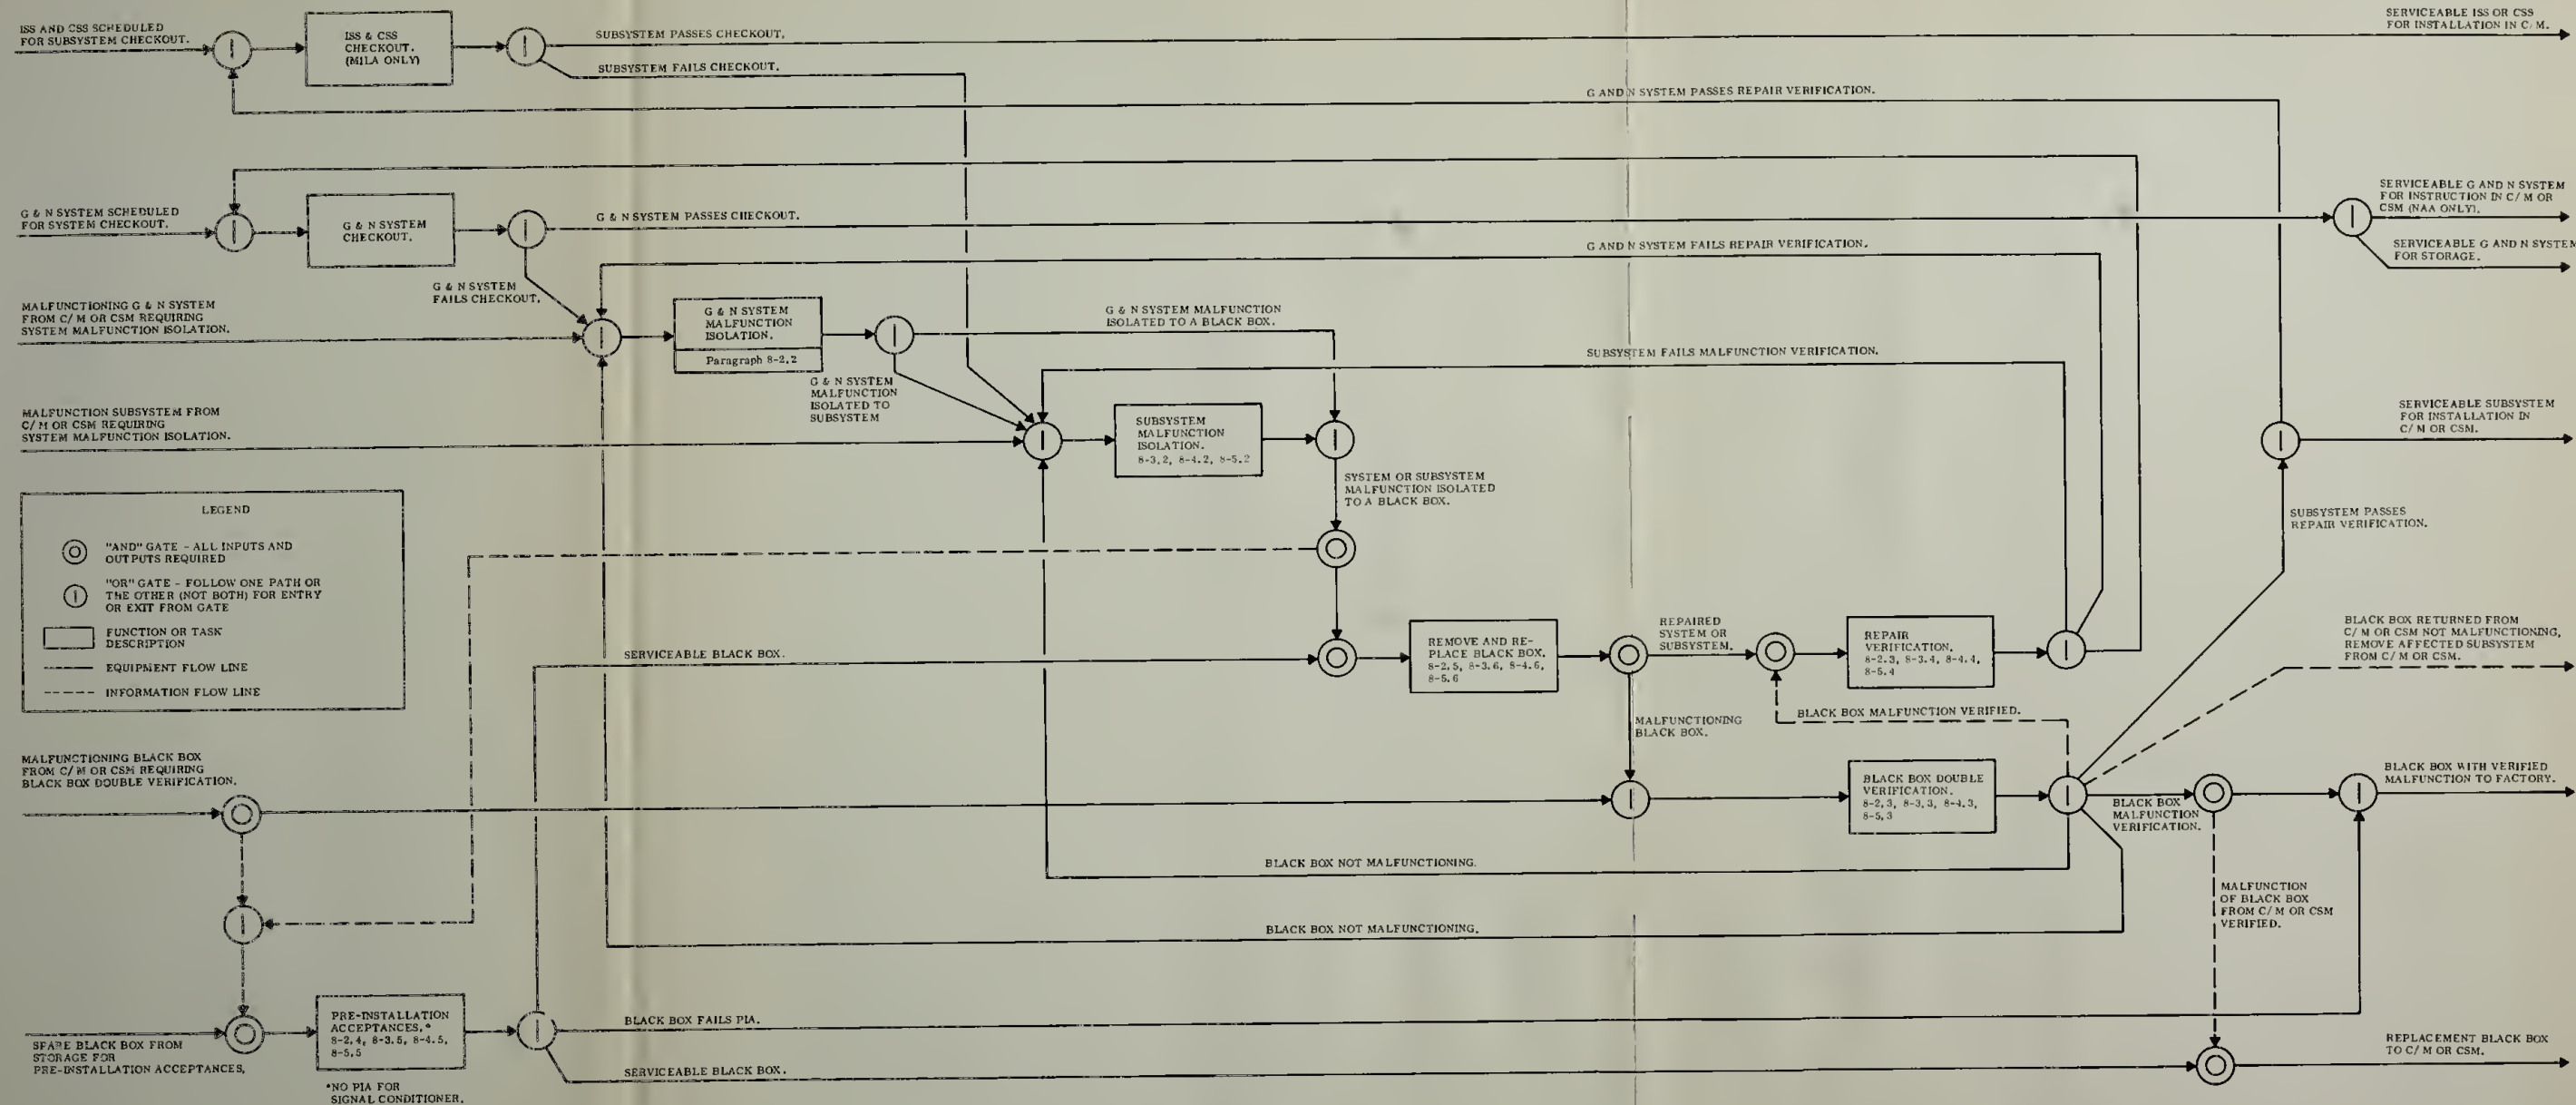 ISS AND CSS SCHEDULED
FOR SUBSYSTEM CHECKOUT.
ISS & CSS
CHECKOUT.
(MILA ONLY)
SUBSYSTEM PASSES CHECKOUT.
SUBSYSTEM FAILS CHECKOUT.
SERVICEABLE ISS OR CSS
FOR INSTALLATION IN C/M.
G AND N SYSTEM PASSES REPAIR VERIFICATION.
G & N SYSTEM SCHEDULED
FOR SYSTEM CHECKOUT.
G & N SYSTEM
CHECKOUT.
G & N SYSTEM PASSES CHECKOUT.
SERVICEABLE G AND N SYSTEM
FOR INSTRUCTION IN C/M OR
CSM (NAA ONLY).
G AND N SYSTEM FAILS REPAIR VERIFICATION.
SERVICEABLE G AND N SYSTEM
FOR STORAGE.
G & N SYSTEM
FAILS CHECKOUT.
MALFUNCTIONING G & N SYSTEM
FROM C/M OR CSM REQUIRING
SYSTEM MALFUNCTION ISOLATION.
G & N SYSTEM
MALFUNCTION
ISOLATION.
Paragraph 8-2.2
G & N SYSTEM MALFUNCTION
ISOLATED TO A BLACK BOX.
SUBSYSTEM FAILS MALFUNCTION VERIFICATION.
G & N SYSTEM
MALFUNCTION
ISOLATED TO
SUBSYSTEM
MALFUNCTION SUBSYSTEM FROM
C/M OR CSM REQUIRING
SYSTEM MALFUNCTION ISOLATION.
SUBSYSTEM
MALFUNCTION
ISOLATION.
8-3.2, 8-4.2, 8-5.2
SERVICEABLE SUBSYSTEM
FOR INSTALLATION IN
C/M OR CSM.
SYSTEM OR SUBSYSTEM
MALFUNCTION ISOLATED
TO A BLACK BOX.
SUBSYSTEM PASSES
REPAIR VERIFICATION.
LEGEND
"AND" GATE - ALL INPUTS AND
OUTPUTS REQUIRED
"OR" GATE - FOLLOW ONE PATH OR
THE OTHER (NOT BOTH) FOR ENTRY
OR EXIT FROM GATE
FUNCTION OR TASK
DESCRIPTION
EQUIPMENT FLOW LINE
INFORMATION FLOW LINE
SERVICEABLE BLACK BOX.
REMOVE AND RE-
PLACE BLACK BOX.
8-2.5, 8-3.6, 8-4.6,
8-5.6
REPAIRED
SYSTEM OR
SUBSYSTEM.
REPAIR
VERIFICATION.
8-2.3, 8-3.4, 8-4.4,
8-5.4
BLACK BOX RETURNED FROM
C/M OR CSM NOT MALFUNCTIONING,
REMOVE AFFECTED SUBSYSTEM
FROM C/M OR CSM.
MALFUNCTIONING
BLACK BOX.
BLACK BOX MALFUNCTION VERIFIED.
MALFUNCTIONING BLACK BOX
FROM C/M OR CSM REQUIRING
BLACK BOX DOUBLE VERIFICATION.
BLACK BOX DOUBLE
VERIFICATION.
8-2.3, 8-3.3, 8-4.3,
8-5.3
BLACK BOX
MALFUNCTION
VERIFICATION.
BLACK BOX WITH VERIFIED
MALFUNCTION TO FACTORY.
BLACK BOX NOT MALFUNCTIONING.
BLACK BOX NOT MALFUNCTIONING.
MALFUNCTION
OF BLACK BOX
FROM C/M OR CSM
VERIFIED.
SPARE BLACK BOX FROM
STORAGE FOR
PRE-INSTALLATION ACCEPTANCES.
PRE-INSTALLATION
ACCEPTANCES.*
8-2.4, 8-3.5, 8-4.5,
8-5.5
*NO PIA FOR
SIGNAL CONDITIONER.
BLACK BOX FAILS PIA.
SERVICEABLE BLACK BOX.
REPLACEMENT BLACK BOX
TO C/M OR CSM.